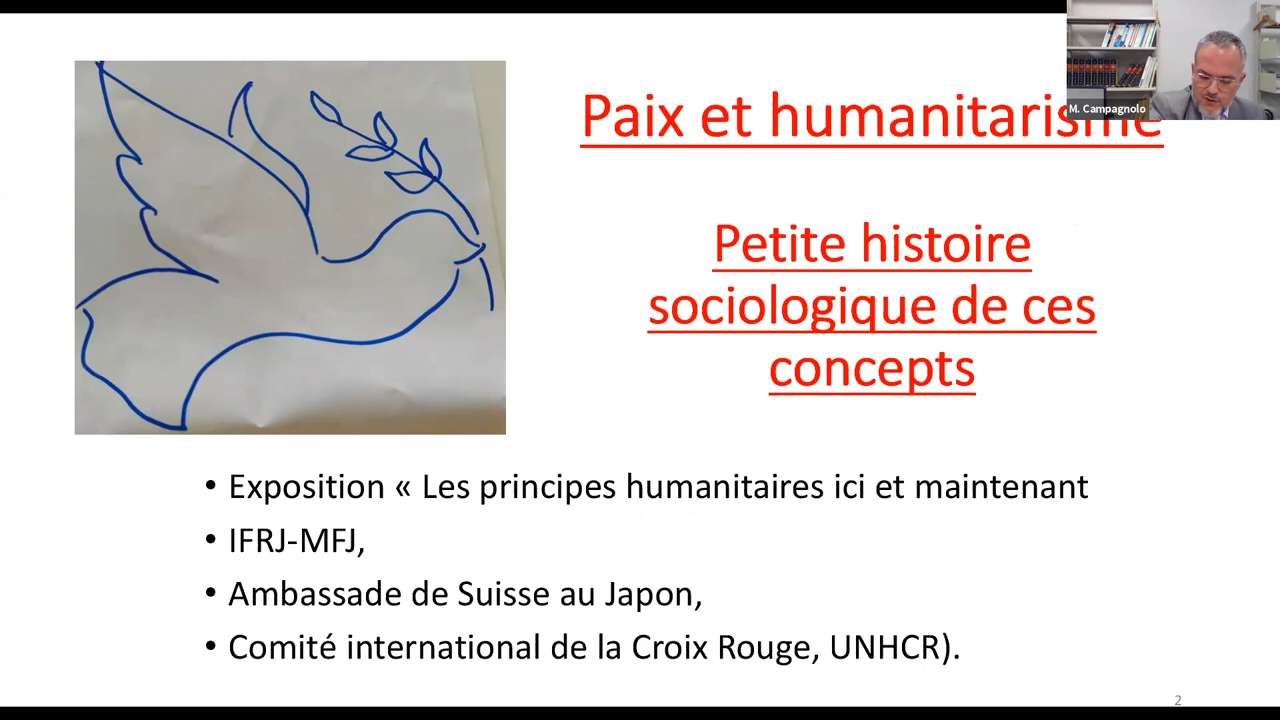 M. Campagnolo
Paix et humanitarisme
Petite histoire
sociologique de ces
concepts
• Exposition « Les principes humanitaires ici et maintenant
• IFRJ-MFJ,
• Ambassade de Suisse au Japon,
• Comité international de la Croix Rouge, UNHCR).
2